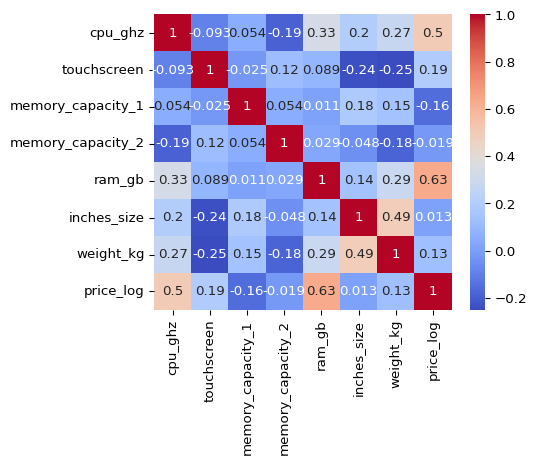 cpu_ghz 1 -0.093 0.054 -0.19 0.33 0.2 0.27 0.5
touchscreen -0.093 1 -0.025 0.12 0.089 -0.24 -0.25 0.19
memory_capacity_1 0.054 -0.025 1 0.054 0.011 0.18 0.15 -0.16
memory_capacity_2 -0.19 0.12 0.054 1 0.029 -0.048 -0.18 -0.019
ram_gb 0.33 0.089 0.011 0.029 1 0.14 0.29 0.63
inches_size 0.2 -0.24 0.18 -0.048 0.14 1 0.49 0.013
weight_kg 0.27 -0.25 0.15 -0.18 0.29 0.49 1 0.13
price_log 0.5 0.19 -0.16 -0.019 0.63 0.013 0.13 1
cpu_ghz
touchscreen
memory_capacity_1
memory_capacity_2
ram_gb
inches_size
weight_kg
price_log
1.0
0.8
0.6
0.4
0.2
0.0
-0.2